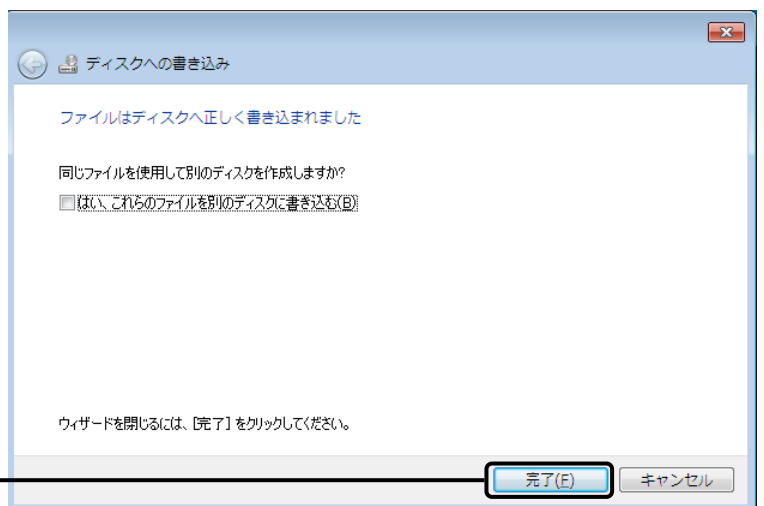 ディスクへの書き込み
ファイルはディスクへ正しく書き込まれました
同じファイルを使用して別のディスクを作成しますか?
はい、これらのファイルを別のディスクに書き込む(B)
ウィザードを閉じるには、[完了] をクリックしてください。
完了(F) キャンセル